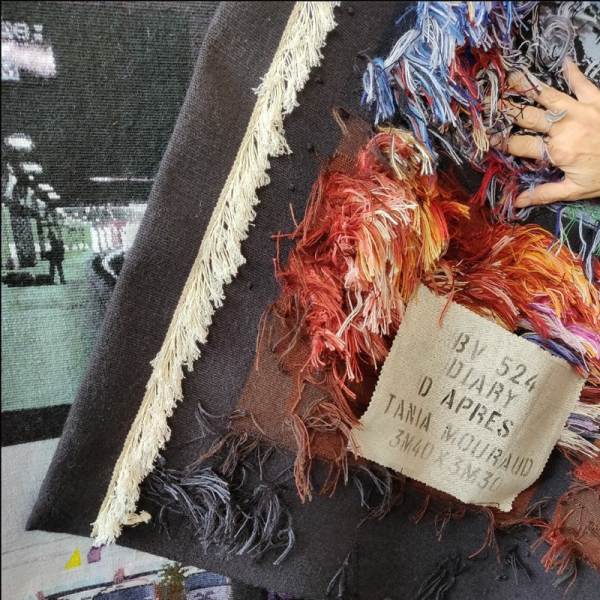 BV 524
DIARY
D APRES
TANIA MOURAUD
3M40 X 3M30